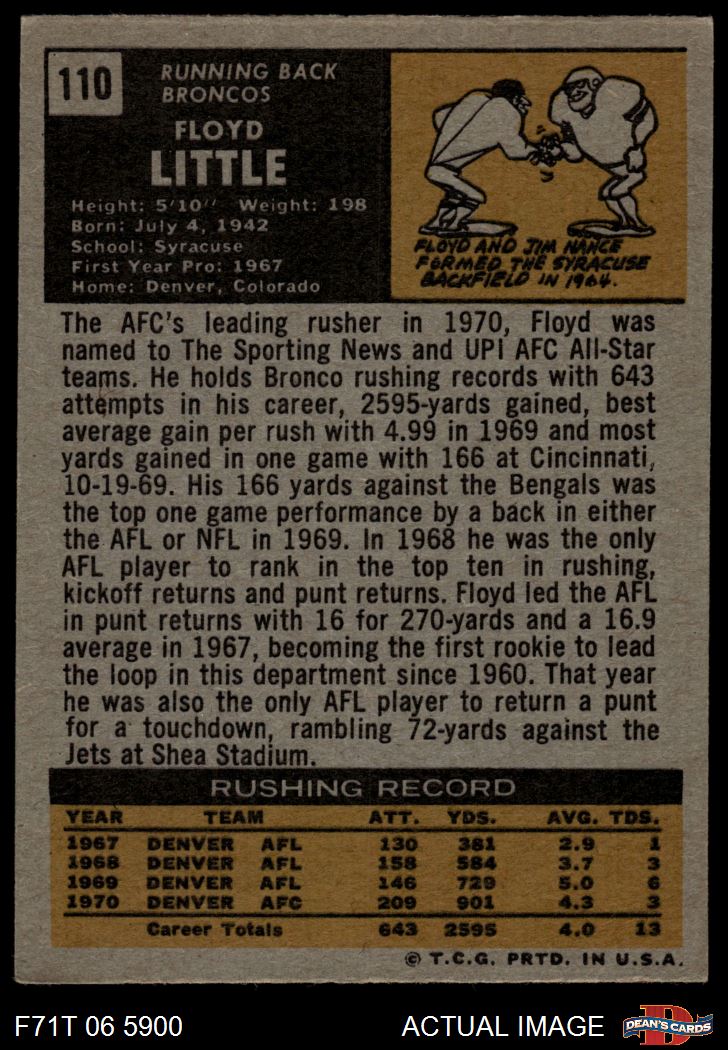 110
RUNNING BACK
BRONCOS
FLOYD
LITTLE
Height: 5'10'' Weight: 198
Born: July 4, 1942
School: Syracuse
First Year Pro: 1967
Home: Denver, Colorado
FLOYD AND JIM NANCE
FORMED THE SYRACUSE
BACKFIELD IN 1964.
The AFC's leading rusher in 1970, Floyd was
named to The Sporting News and UPI AFC All-Star
teams. He holds Bronco rushing records with 643
attempts in his career, 2595-yards gained, best
average gain per rush with 4.99 in 1969 and most
yards gained in one game with 166 at Cincinnati,
10-19-69. His 166 yards against the Bengals was
the top one game performance by a back in either
the AFL or NFL in 1969. In 1968 he was the only
AFL player to rank in the top ten in rushing,
kickoff returns and punt returns. Floyd led the AFL
in punt returns with 16 for 270-yards and a 16.9
average in 1967, becoming the first rookie to lead
the loop in this department since 1960. That year
he was also the only AFL player to return a punt
for a touchdown, rambling 72-yards against the
Jets at Shea Stadium.
RUSHING RECORD
YEAR TEAM ATT. YDS. AVG. TDS.
1967 DENVER AFL 130 381 2.9 1
1968 DENVER AFL 158 584 3.7 3
1969 DENVER AFL 146 729 5.0 6
1970 DENVER AFC 209 901 4.3 3
Career Totals 643 2595 4.0 13
© T.C.G. PRTD. IN U.S.A.
F71T 06 5900
ACTUAL IMAGE
D
DEAN'S CARDS